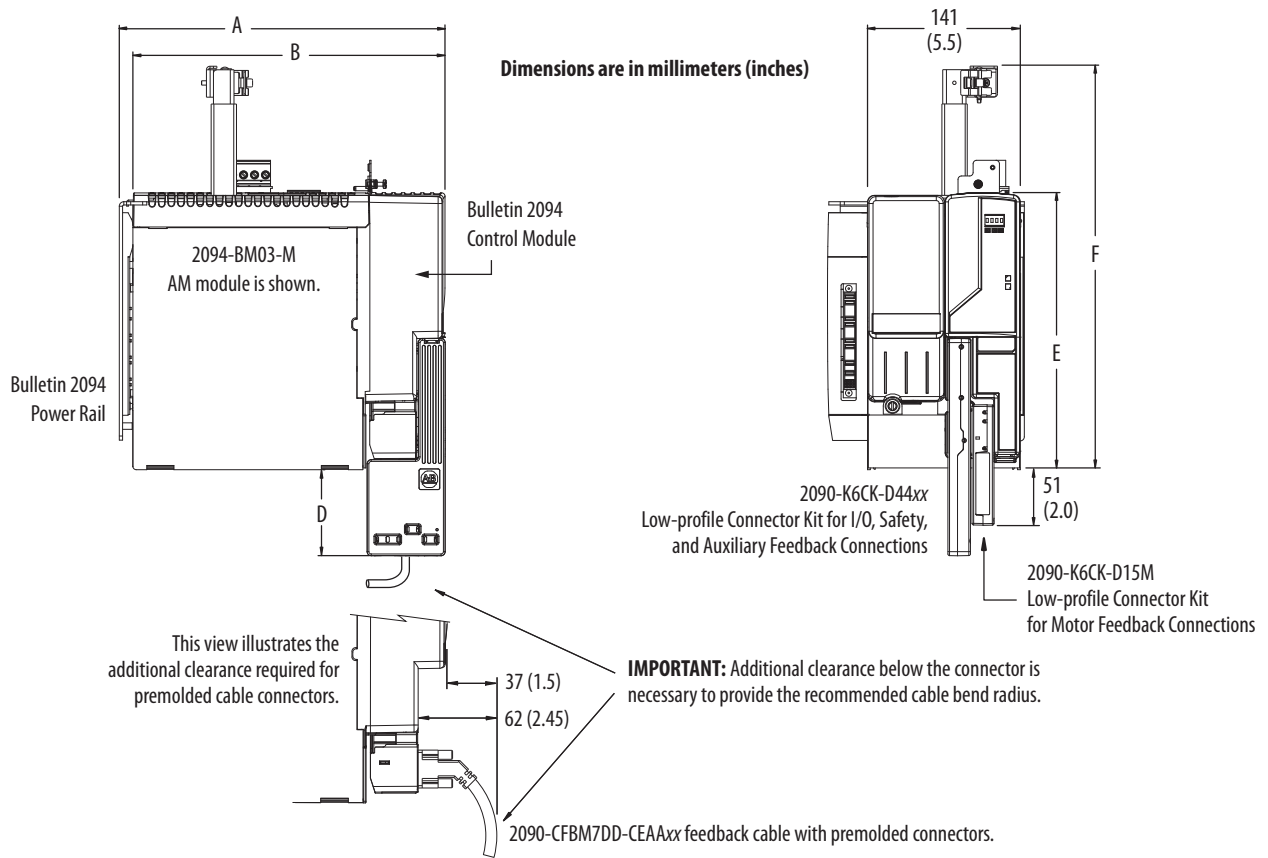 A
B
Dimensions are in millimeters (inches)
141
(5.5)
Bulletin 2094
Control Module
2094-BM03-M
AM module is shown.
F
E
Bulletin 2094
Power Rail
AB
D
2090-K6CK-D44xx
Low-profile Connector Kit for I/O, Safety,
and Auxiliary Feedback Connections
51
(2.0)
2090-K6CK-D15M
Low-profile Connector Kit
for Motor Feedback Connections
This view illustrates the
additional clearance required for
premolded cable connectors.
37 (1.5)
62 (2.45)
IMPORTANT: Additional clearance below the connector is
necessary to provide the recommended cable bend radius.
2090-CFBM7DD-CEAAxx feedback cable with premolded connectors.